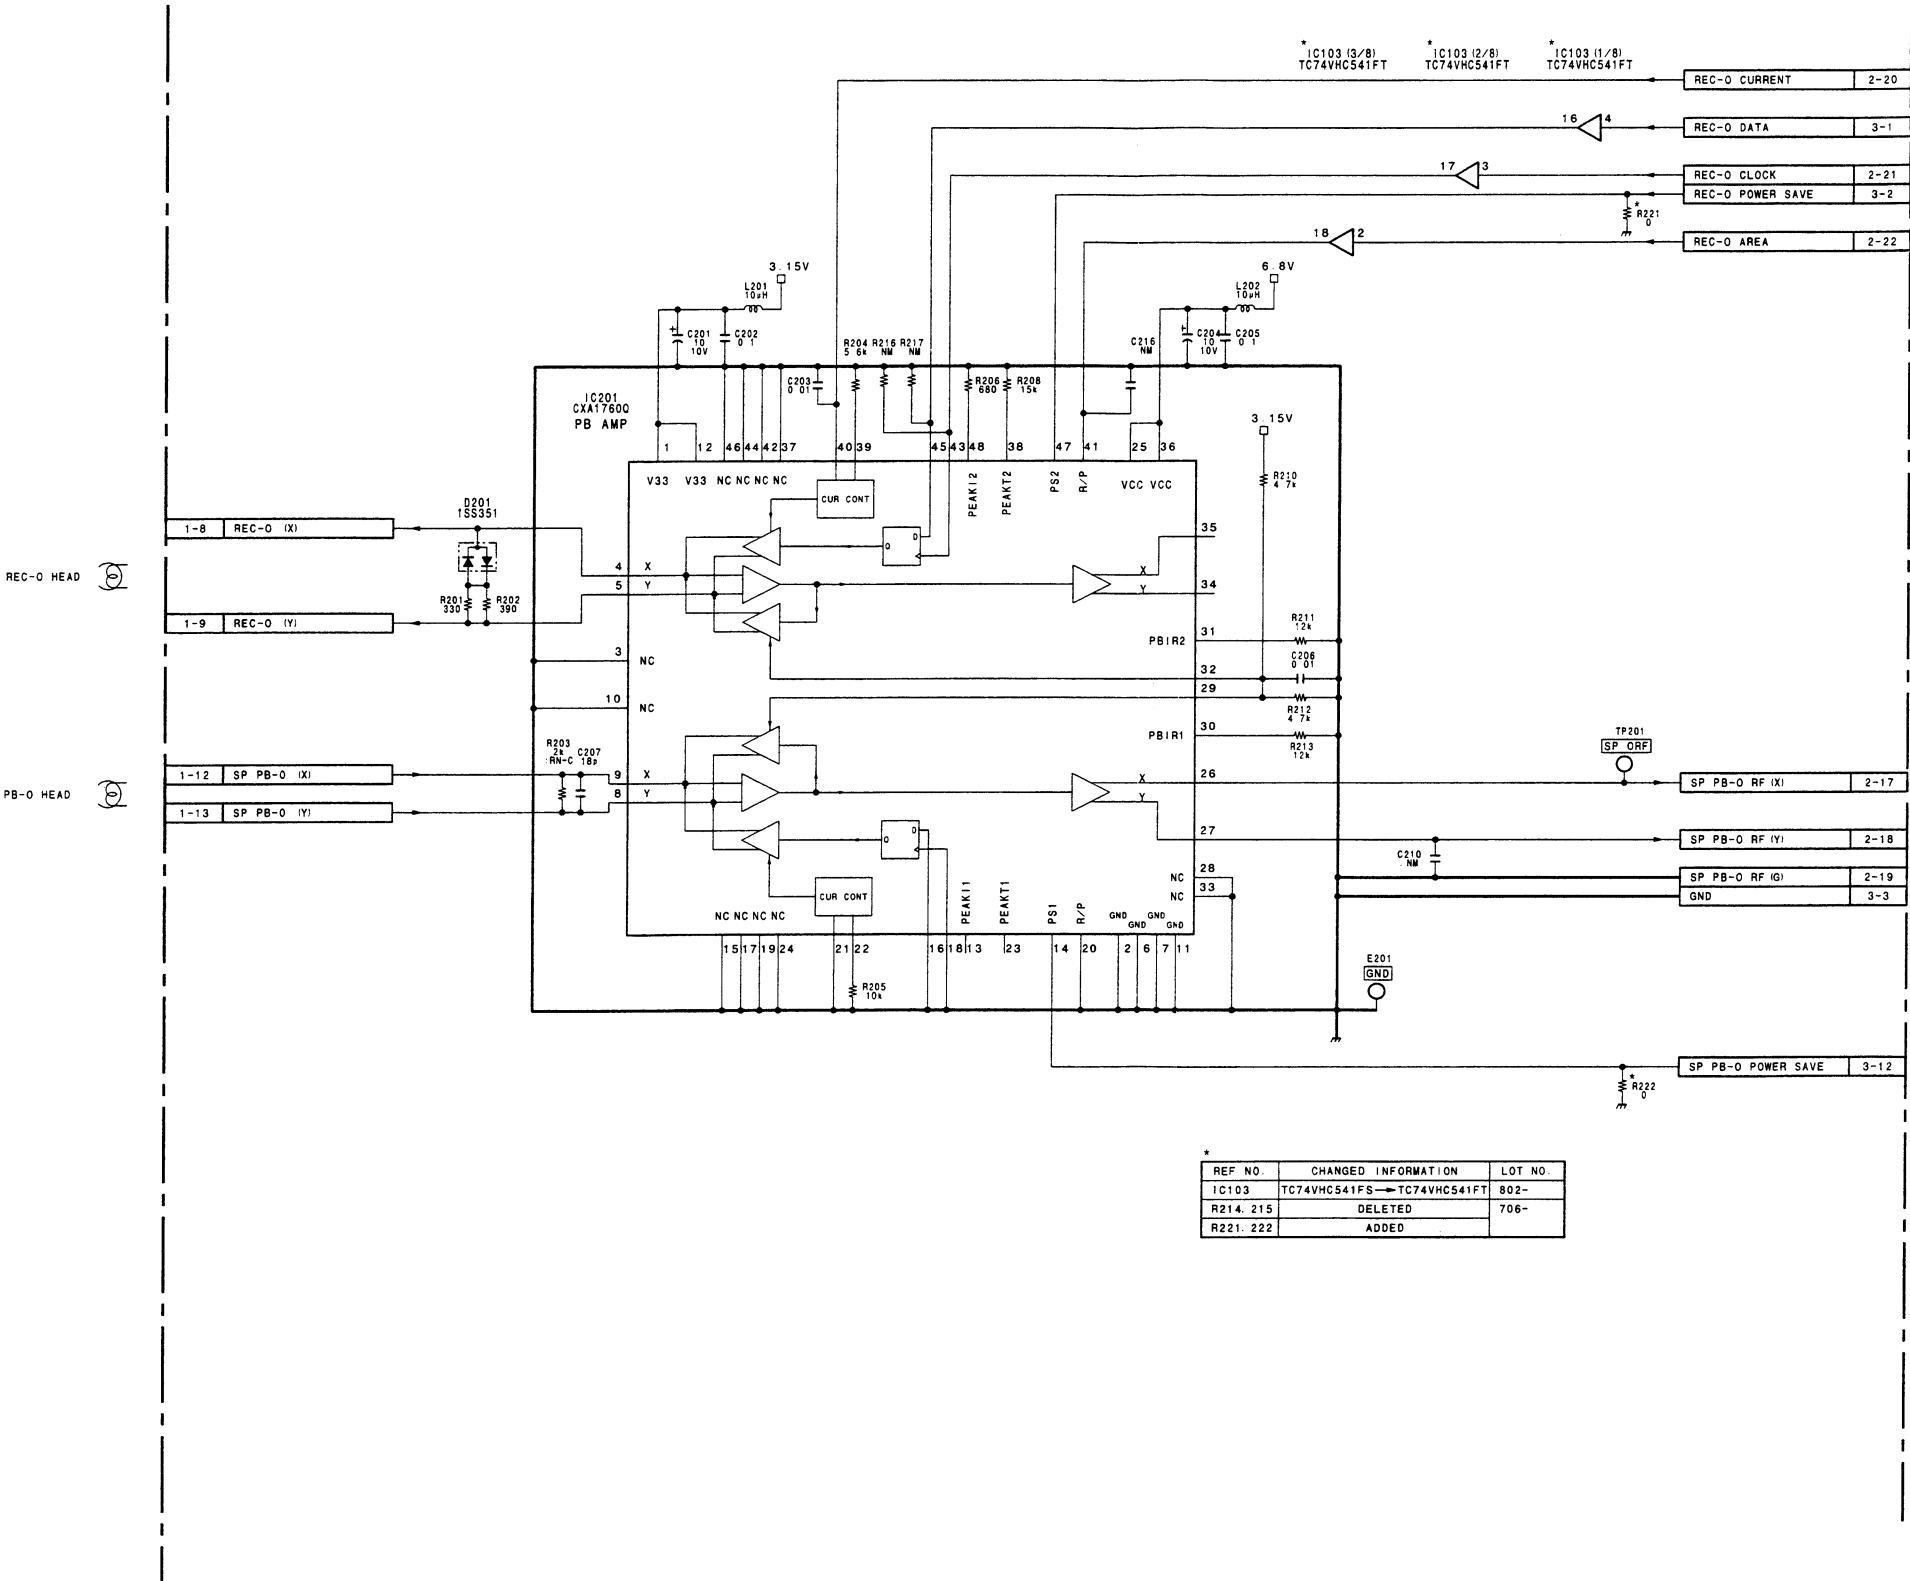 *
IC103 (3/8)
TC74VHC541FT
*
IC103 (2/8)
TC74VHC541FT
*
IC103 (1/8)
TC74VHC541FT
REC-O CURRENT 2-20
16 4
REC-O DATA 3-1
17 3
REC-O CLOCK 2-21
REC-O POWER SAVE 3-2
*
R221
0
18 2
REC-O AREA 2-22
3.15V
L201
10µH
C201
10
10V
C202
0.1
6.8V
L202
10µH
C204
10
10V
C205
0.1
R204
5.6k
R216
NM
R217
NM
C216
NM
C203
0.01
R206
680
R208
15k
IC201
CXA1760Q
PB AMP
3.15V
R210
4.7k
1 12 46 44 42 37 40 39 45 43 48 38 47 41 25 36
V33 V33 NC NC NC NC
CUR CONT
PEAKI2
PEAKT2
PS2
R/P
VCC VCC
D201
1SS351
1-8 REC-O (X)
REC-O HEAD
R201
330
R202
390
1-9 REC-O (Y)
4 X
5 Y
Q D
X
Y
35
34
3 NC
10 NC
PBIR2 31
R211
12k
32
C206
0.01
29
R212
4.7k
PBIR1 30
R213
12k
R203
2k
:RN-C
C207
18p
PB-O HEAD
1-12 SP PB-O (X)
1-13 SP PB-O (Y)
9 X
8 Y
Q D
X
Y
26
27
TP201
SP ORF
SP PB-O RF (X) 2-17
SP PB-O RF (Y) 2-18
C210
NM
SP PB-O RF (G) 2-19
GND 3-3
NC 28
NC 33
CUR CONT
NC NC NC NC
PEAKI1
PEAKT1
PS1
R/P
GND
GND
GND
GND
15 17 19 24 21 22 16 18 13 23 14 20 2 6 7 11
R205
10k
E201
GND
SP PB-O POWER SAVE 3-12
*
R222
0
*
REF NO. CHANGED INFORMATION LOT NO.
IC103 TC74VHC541FS→TC74VHC541FT 802-
R214. 215 DELETED 706-
R221. 222 ADDED